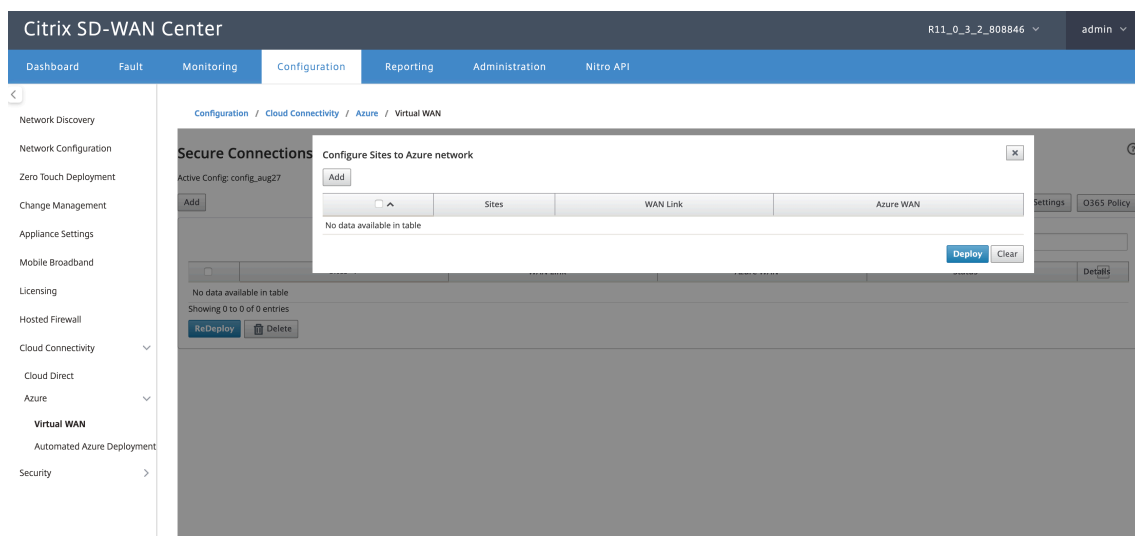 Citrix SD-WAN Center
R11_0_3_2_808846
admin
Dashboard Fault Monitoring Configuration Reporting Administration Nitro API
Network Discovery
Network Configuration
Zero Touch Deployment
Change Management
Appliance Settings
Mobile Broadband
Licensing
Hosted Firewall
Cloud Connectivity
Cloud Direct
Azure
Virtual WAN
Automated Azure Deployment
Security
Configuration / Cloud Connectivity / Azure / Virtual WAN
Secure Connections
Active Config: config_aug27
Add
Settings
O365 Policy
Configure Sites to Azure network
Add
Sites WAN Link Azure WAN
No data available in table
Deploy Clear
Details
No data available in table
Showing 0 to 0 of 0 entries
ReDeploy Delete